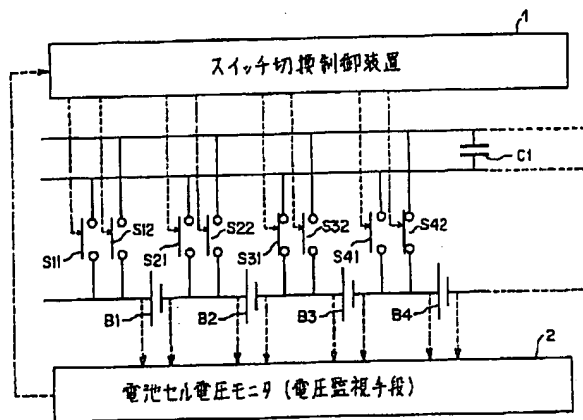 1
スイッチ切換制御装置
C1
S11
S12
S21
S22
S31
S32
S41
S42
B1
B2
B3
B4
2
電池セル電圧モニタ(電圧監視手段)